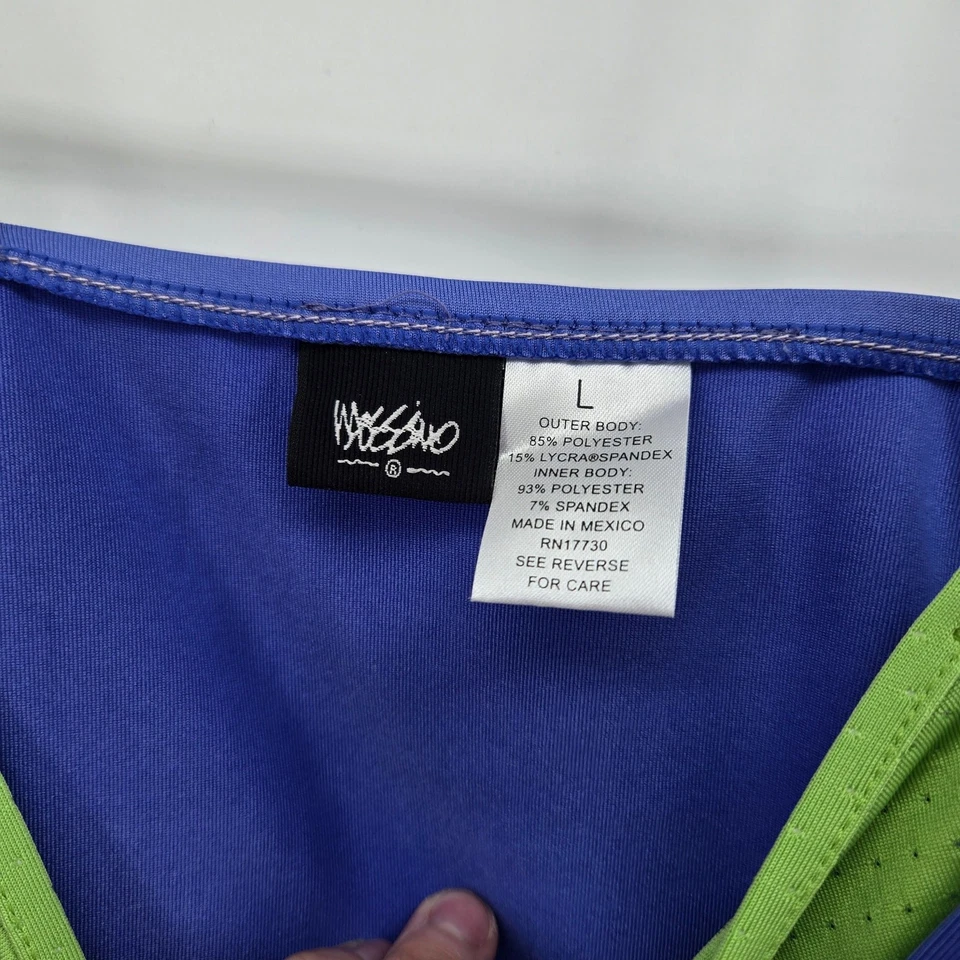 Mossimo
®
L
OUTER BODY:
85% POLYESTER
15% LYCRA®SPANDEX
INNER BODY:
93% POLYESTER
7% SPANDEX
MADE IN MEXICO
RN17730
SEE REVERSE
FOR CARE